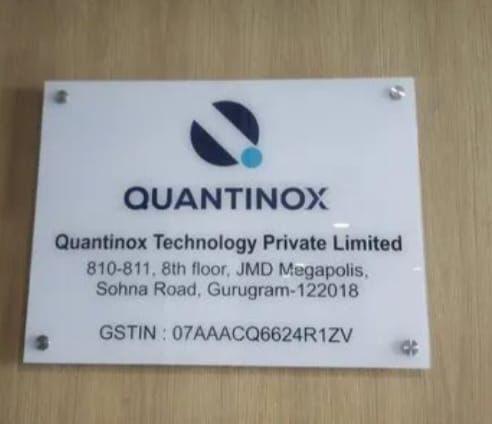 QUANTINOX
Quantinox Technology Private Limited
810-811, 8th floor, JMD Megapolis,
Sohna Road, Gurugram-122018
GSTIN : 07AAACQ6624R1ZV